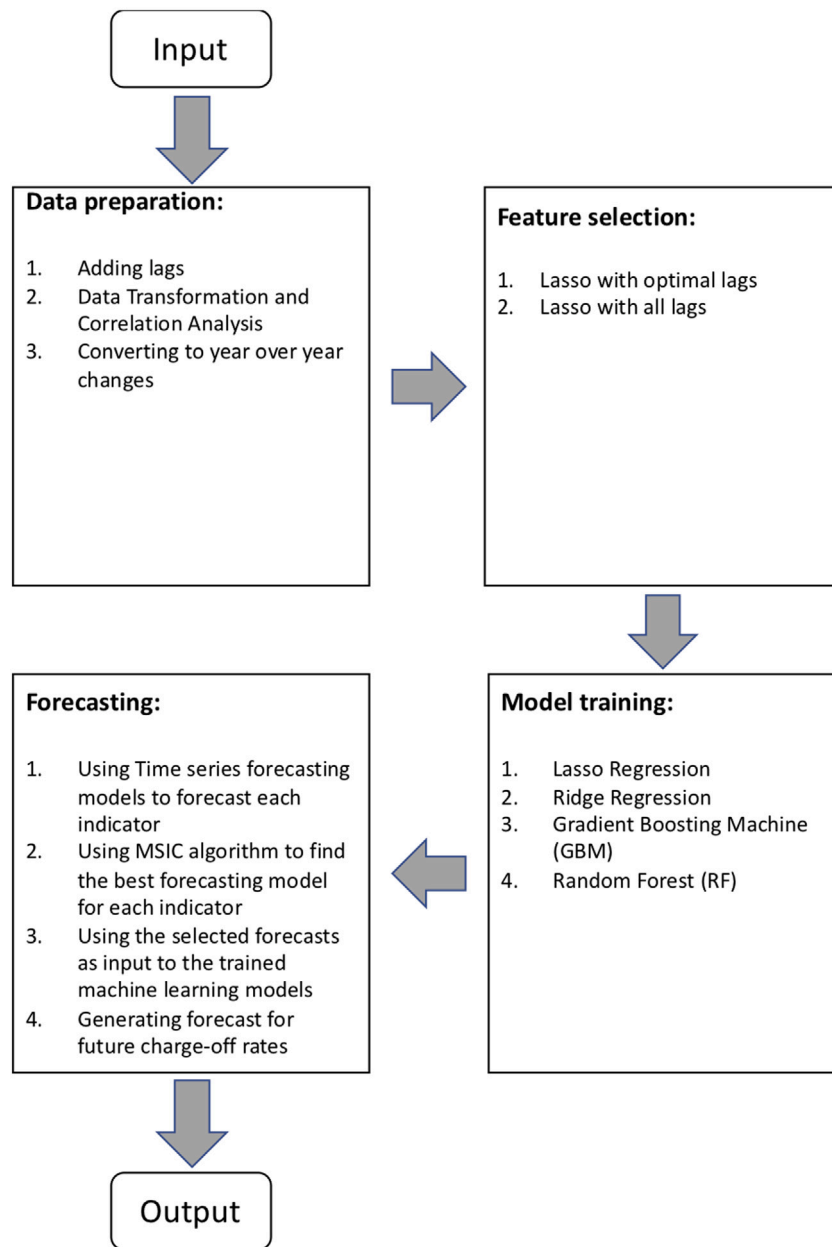 Input
Data preparation:
1. Adding lags
2. Data Transformation and
Correlation Analysis
3. Converting to year over year
changes
Feature selection:
1. Lasso with optimal lags
2. Lasso with all lags
Model training:
1. Lasso Regression
2. Ridge Regression
3. Gradient Boosting Machine
(GBM)
4. Random Forest (RF)
Forecasting:
1. Using Time series forecasting
models to forecast each
indicator
2. Using MSIC algorithm to find
the best forecasting model
for each indicator
3. Using the selected forecasts
as input to the trained
machine learning models
4. Generating forecast for
future charge-off rates
Output